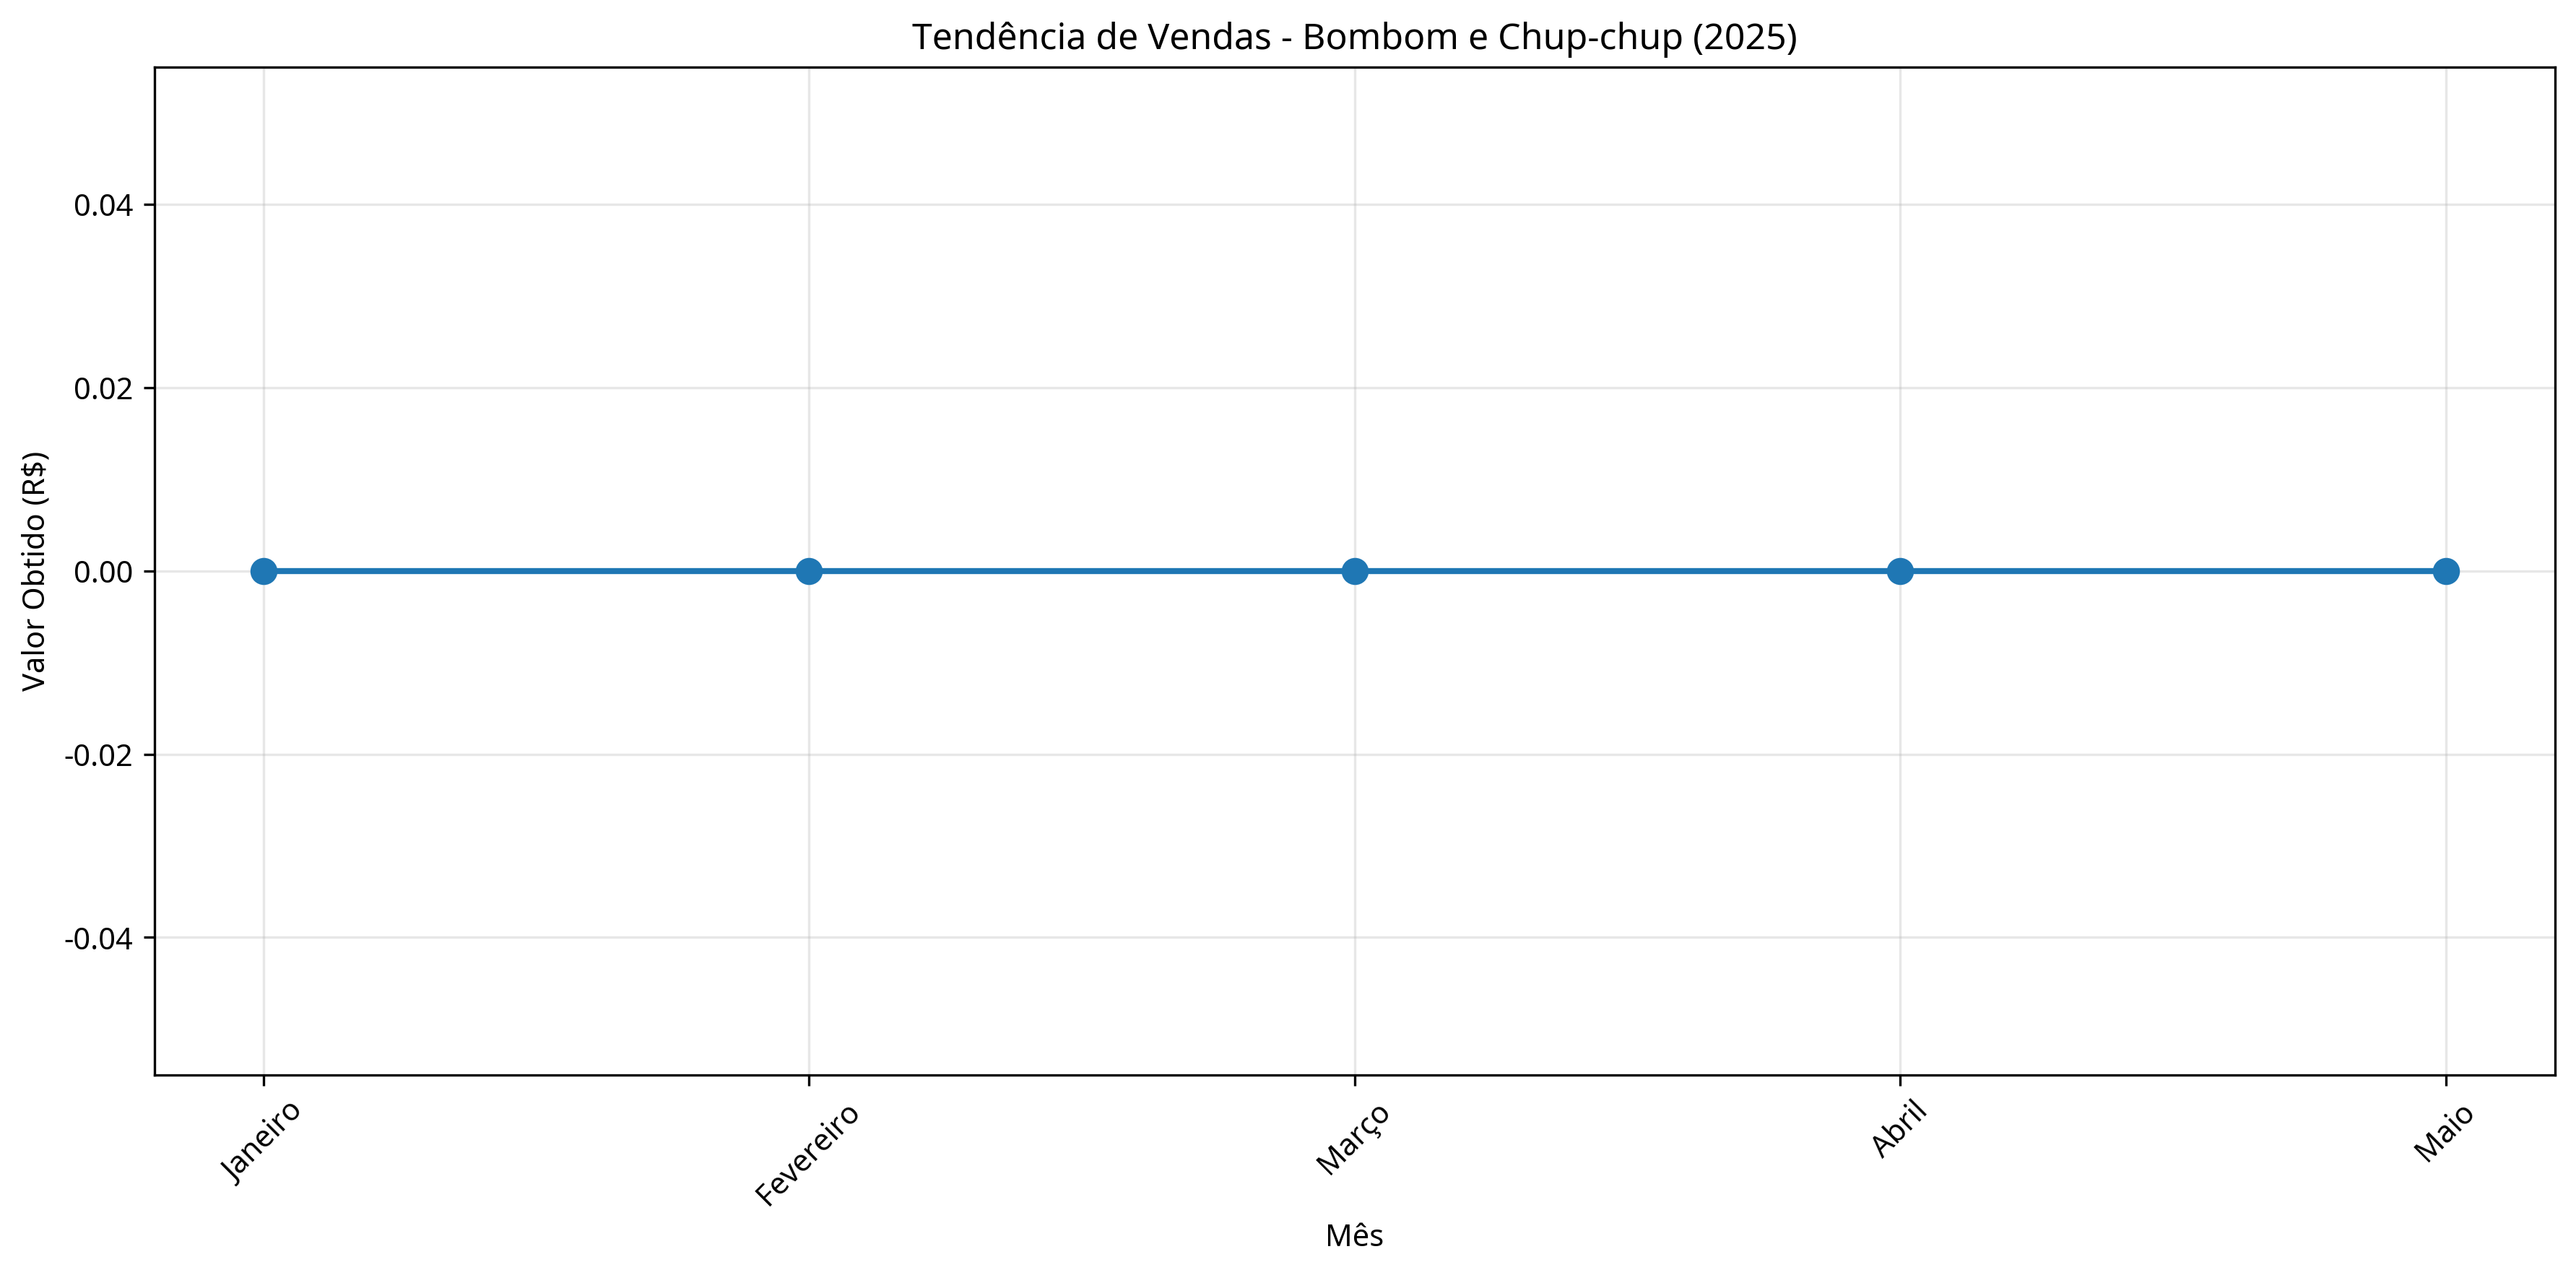 Tendência de Vendas - Bombom e Chup-chup (2025)
Valor Obtido (R$)
0.04
0.02
0.00
-0.02
-0.04
Janeiro
Fevereiro
Março
Abril
Maio
Mês